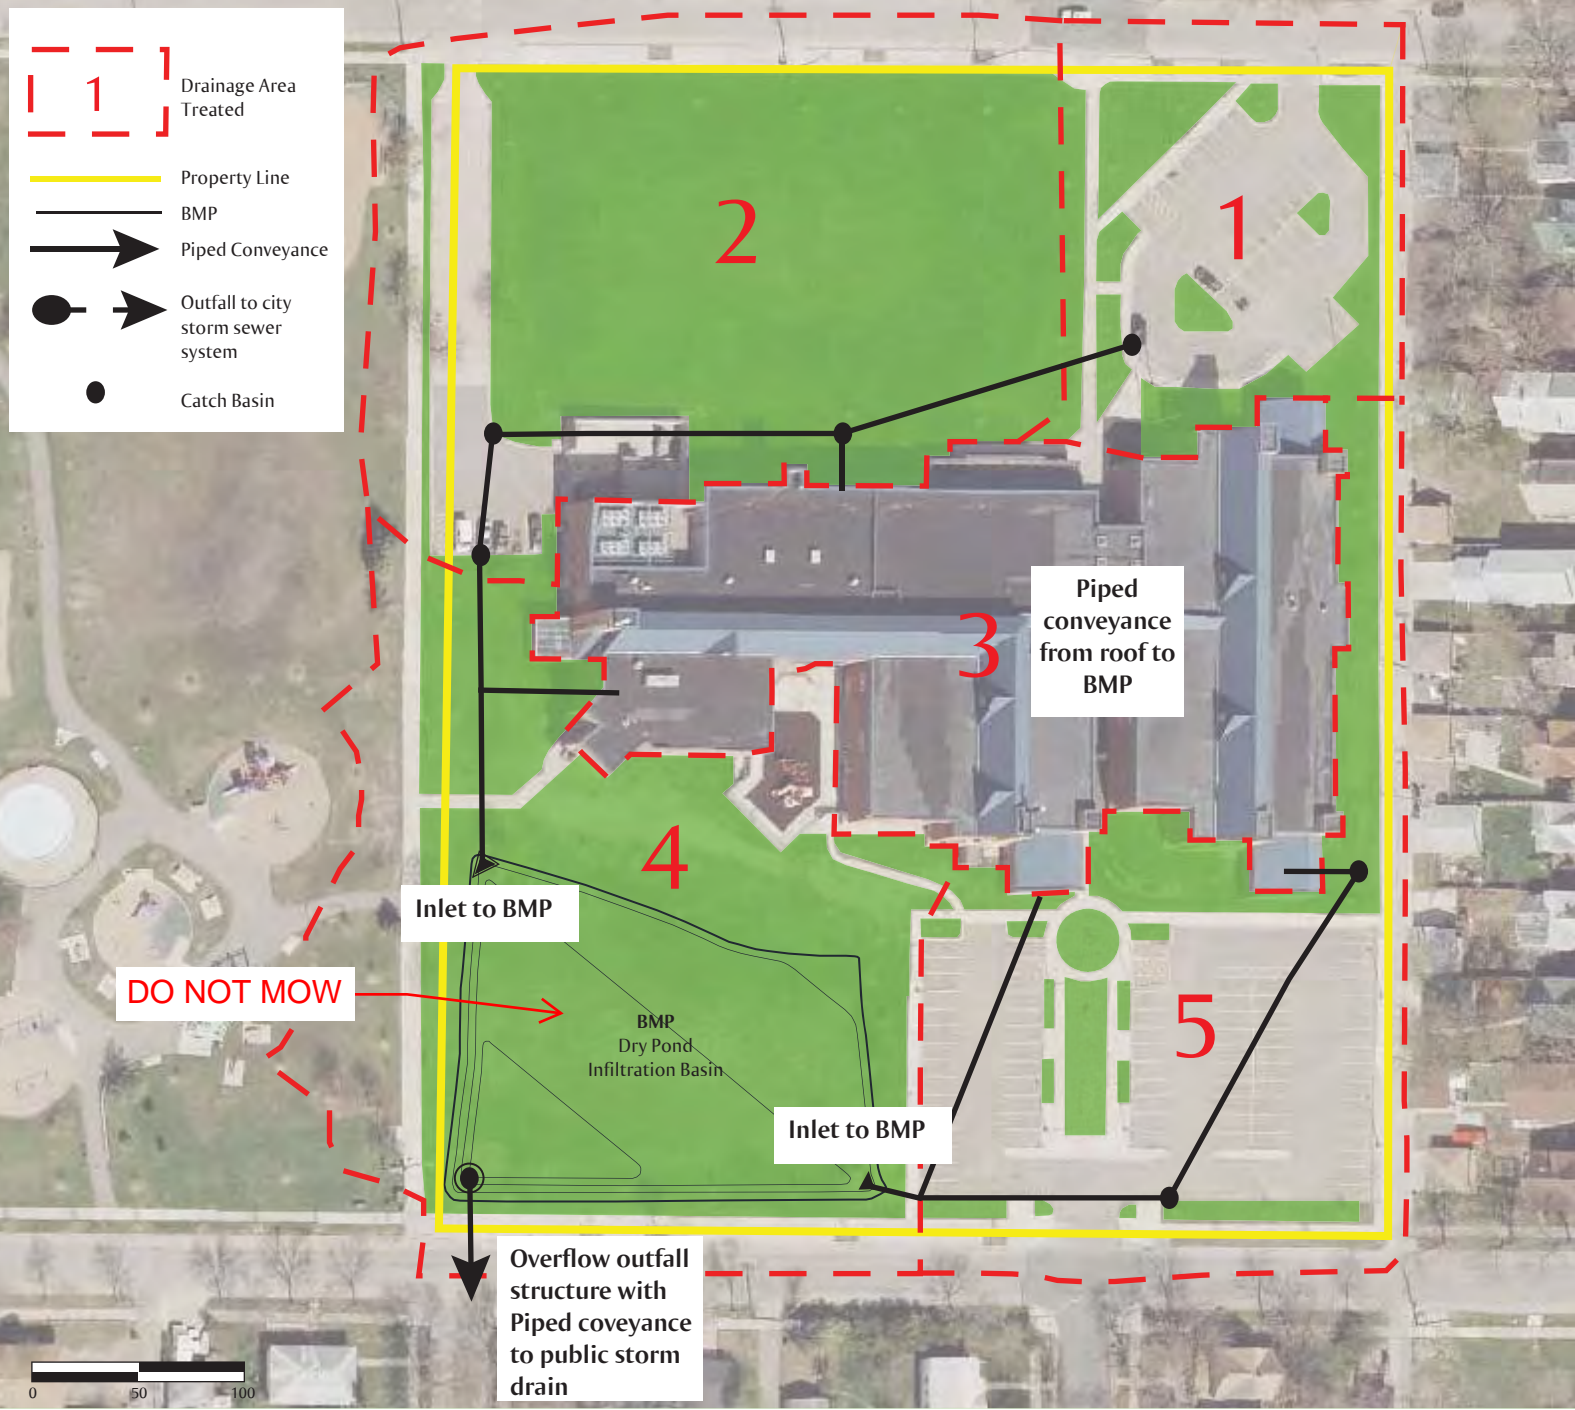 1
Drainage Area
Treated
Property Line
BMP
Piped Conveyance
Outfall to city
storm sewer
system
Catch Basin
2
1
3
Piped
conveyance
from roof to
BMP
4
Inlet to BMP
DO NOT MOW
BMP
Dry Pond
Infiltration Basin
5
Inlet to BMP
Overflow outfall
structure with
Piped coveyance
to public storm
drain
0 50 100